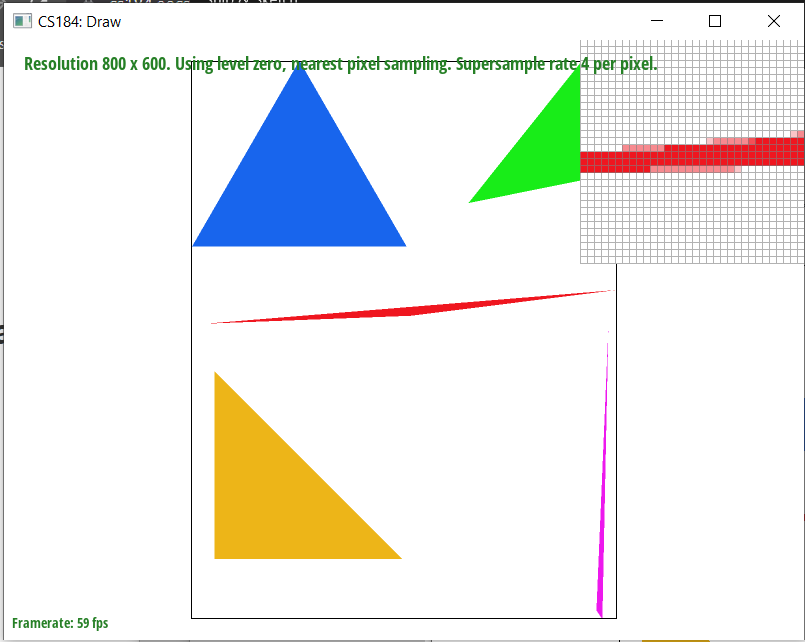 CS184: Draw
Resolution 800 x 600. Using level zero, nearest pixel sampling. Supersample rate 4 per pixel.
Framerate: 59 fps